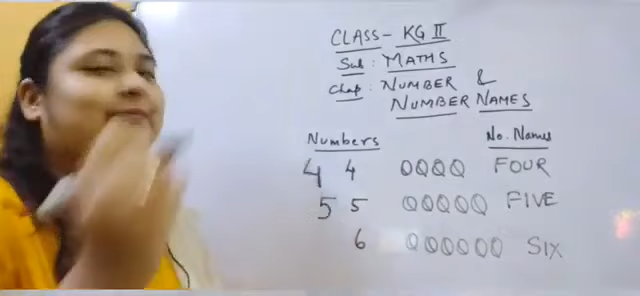 CLASS- KG II
Sub: MATHS
Chap: NUMBER &
NUMBER NAMES
Numbers No. Names
4 4 FOUR
5 5 FIVE
6 SIX